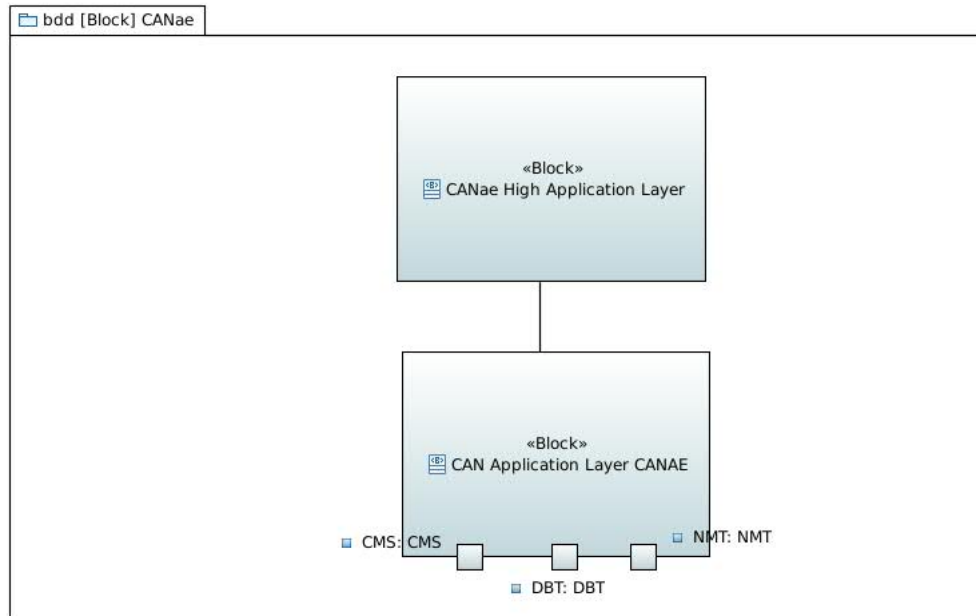 bdd [Block] CANae
«Block»
CANae High Application Layer
«Block»
CAN Application Layer CANAE
CMS: CMS
NMT: NMT
DBT: DBT